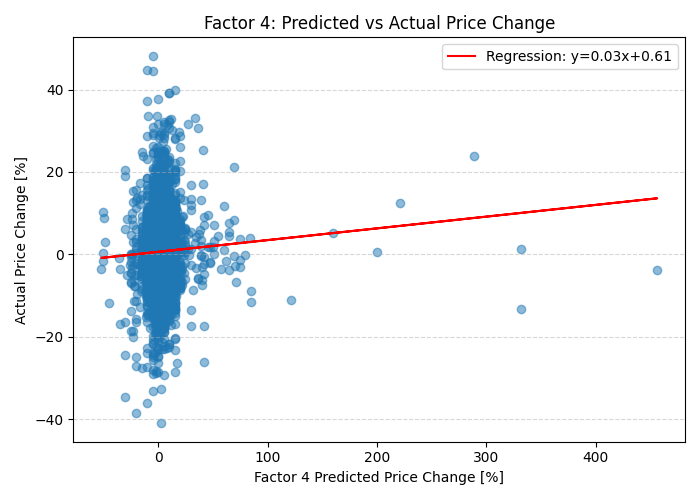 Factor 4: Predicted vs Actual Price Change
Regression: y=0.03x+0.61
Actual Price Change [%]
40
20
0
−20
−40
0 100 200 300 400
Factor 4 Predicted Price Change [%]